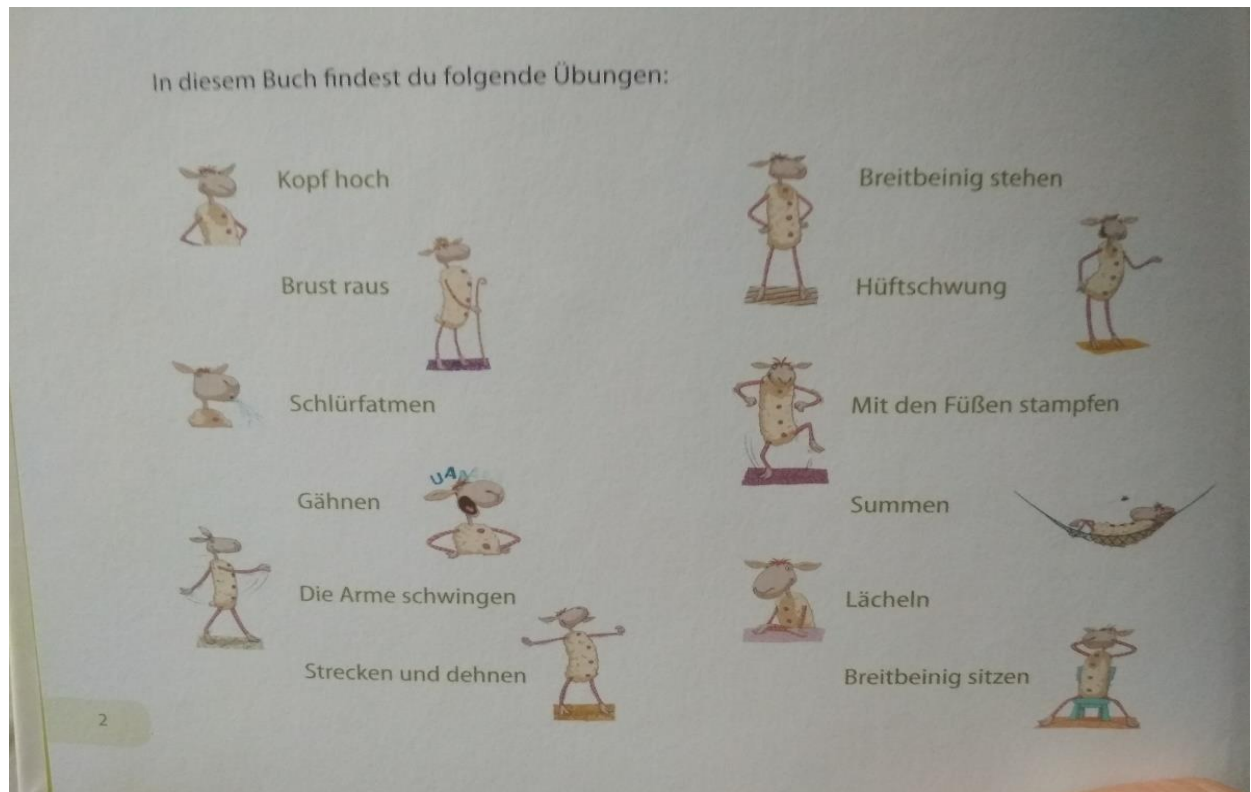 In diesem Buch findest du folgende Übungen:
Kopf hoch
Brust raus
Schlürfatmen
Gähnen
UAA
Die Arme schwingen
Strecken und dehnen
Breitbeinig stehen
Hüftschwung
Mit den Füßen stampfen
Summen
Lächeln
Breitbeinig sitzen
2